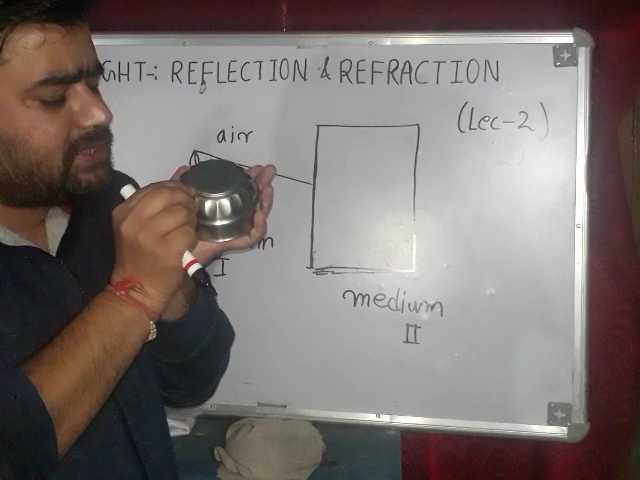 GHT-: REFLECTION & REFRACTION
(Lec-2)
air
I
medium
II